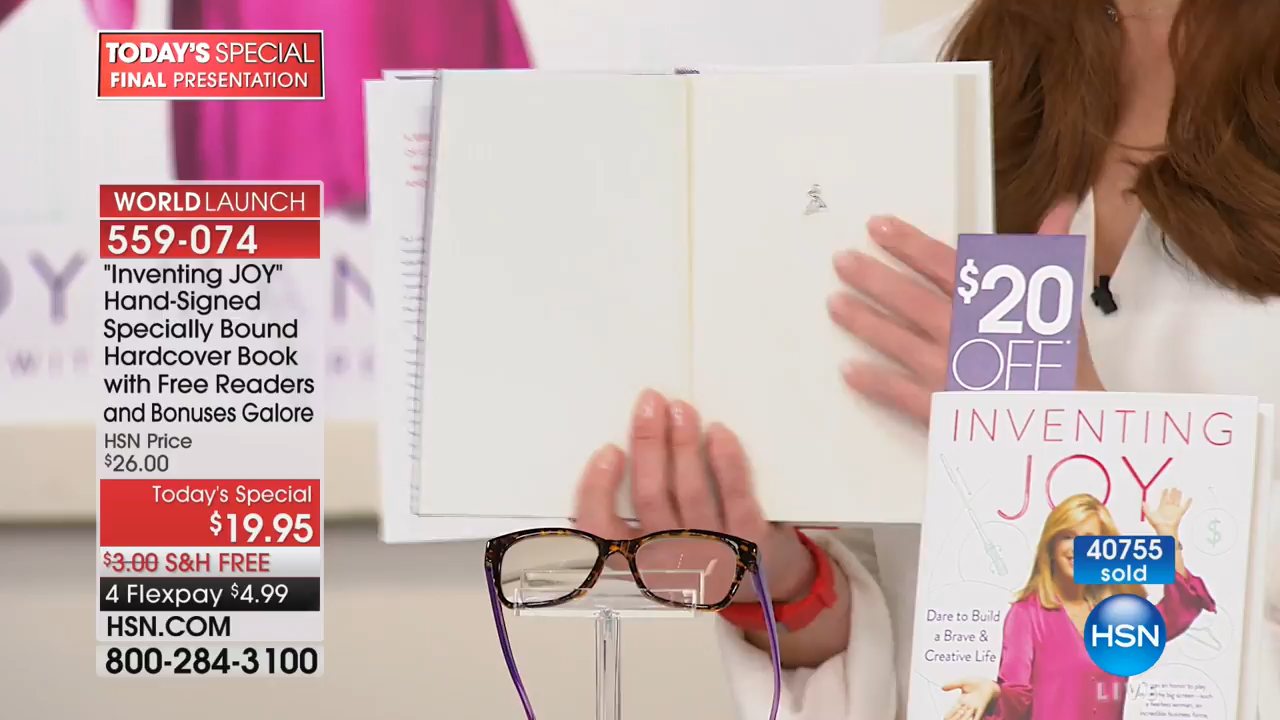 TODAY'S SPECIAL
FINAL PRESENTATION
WORLD LAUNCH
559-074
"Inventing JOY"
Hand-Signed
Specially Bound
Hardcover Book
with Free Readers
and Bonuses Galore
HSN Price
$26.00
Today's Special
$19.95
$3.00 S&H FREE
4 Flexpay $4.99
HSN.COM
800-284-3100
$20
OFF*
INVENTING
JOY
$
40755
sold
Dare to Build
a Brave &
Creative Life
HSN
LIVE